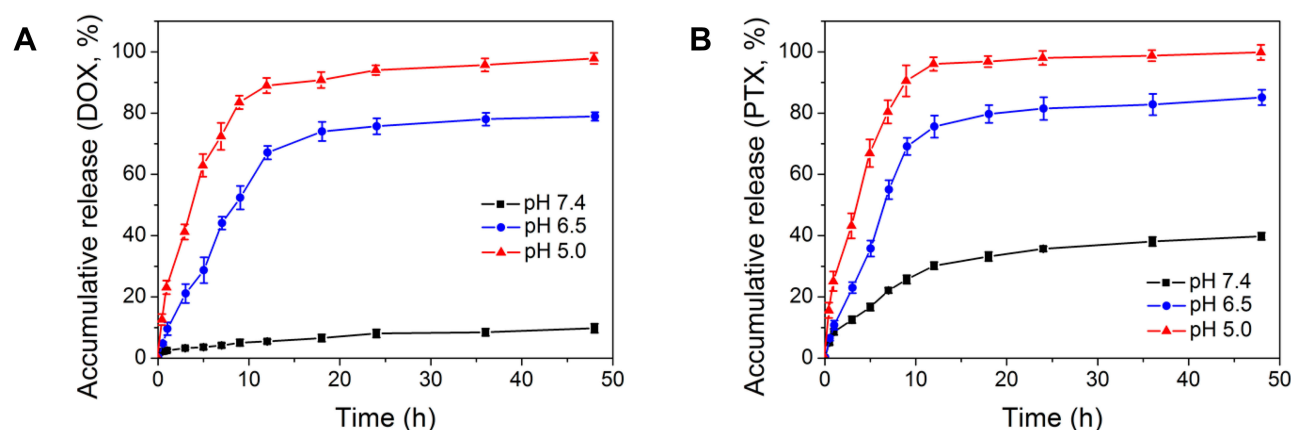 A
Accumulative release (DOX, %)
100
80
60
40
20
0
pH 7.4
pH 6.5
pH 5.0
0 10 20 30 40 50
Time (h)
B
Accumulative release (PTX, %)
100
80
60
40
20
0
pH 7.4
pH 6.5
pH 5.0
0 10 20 30 40 50
Time (h)